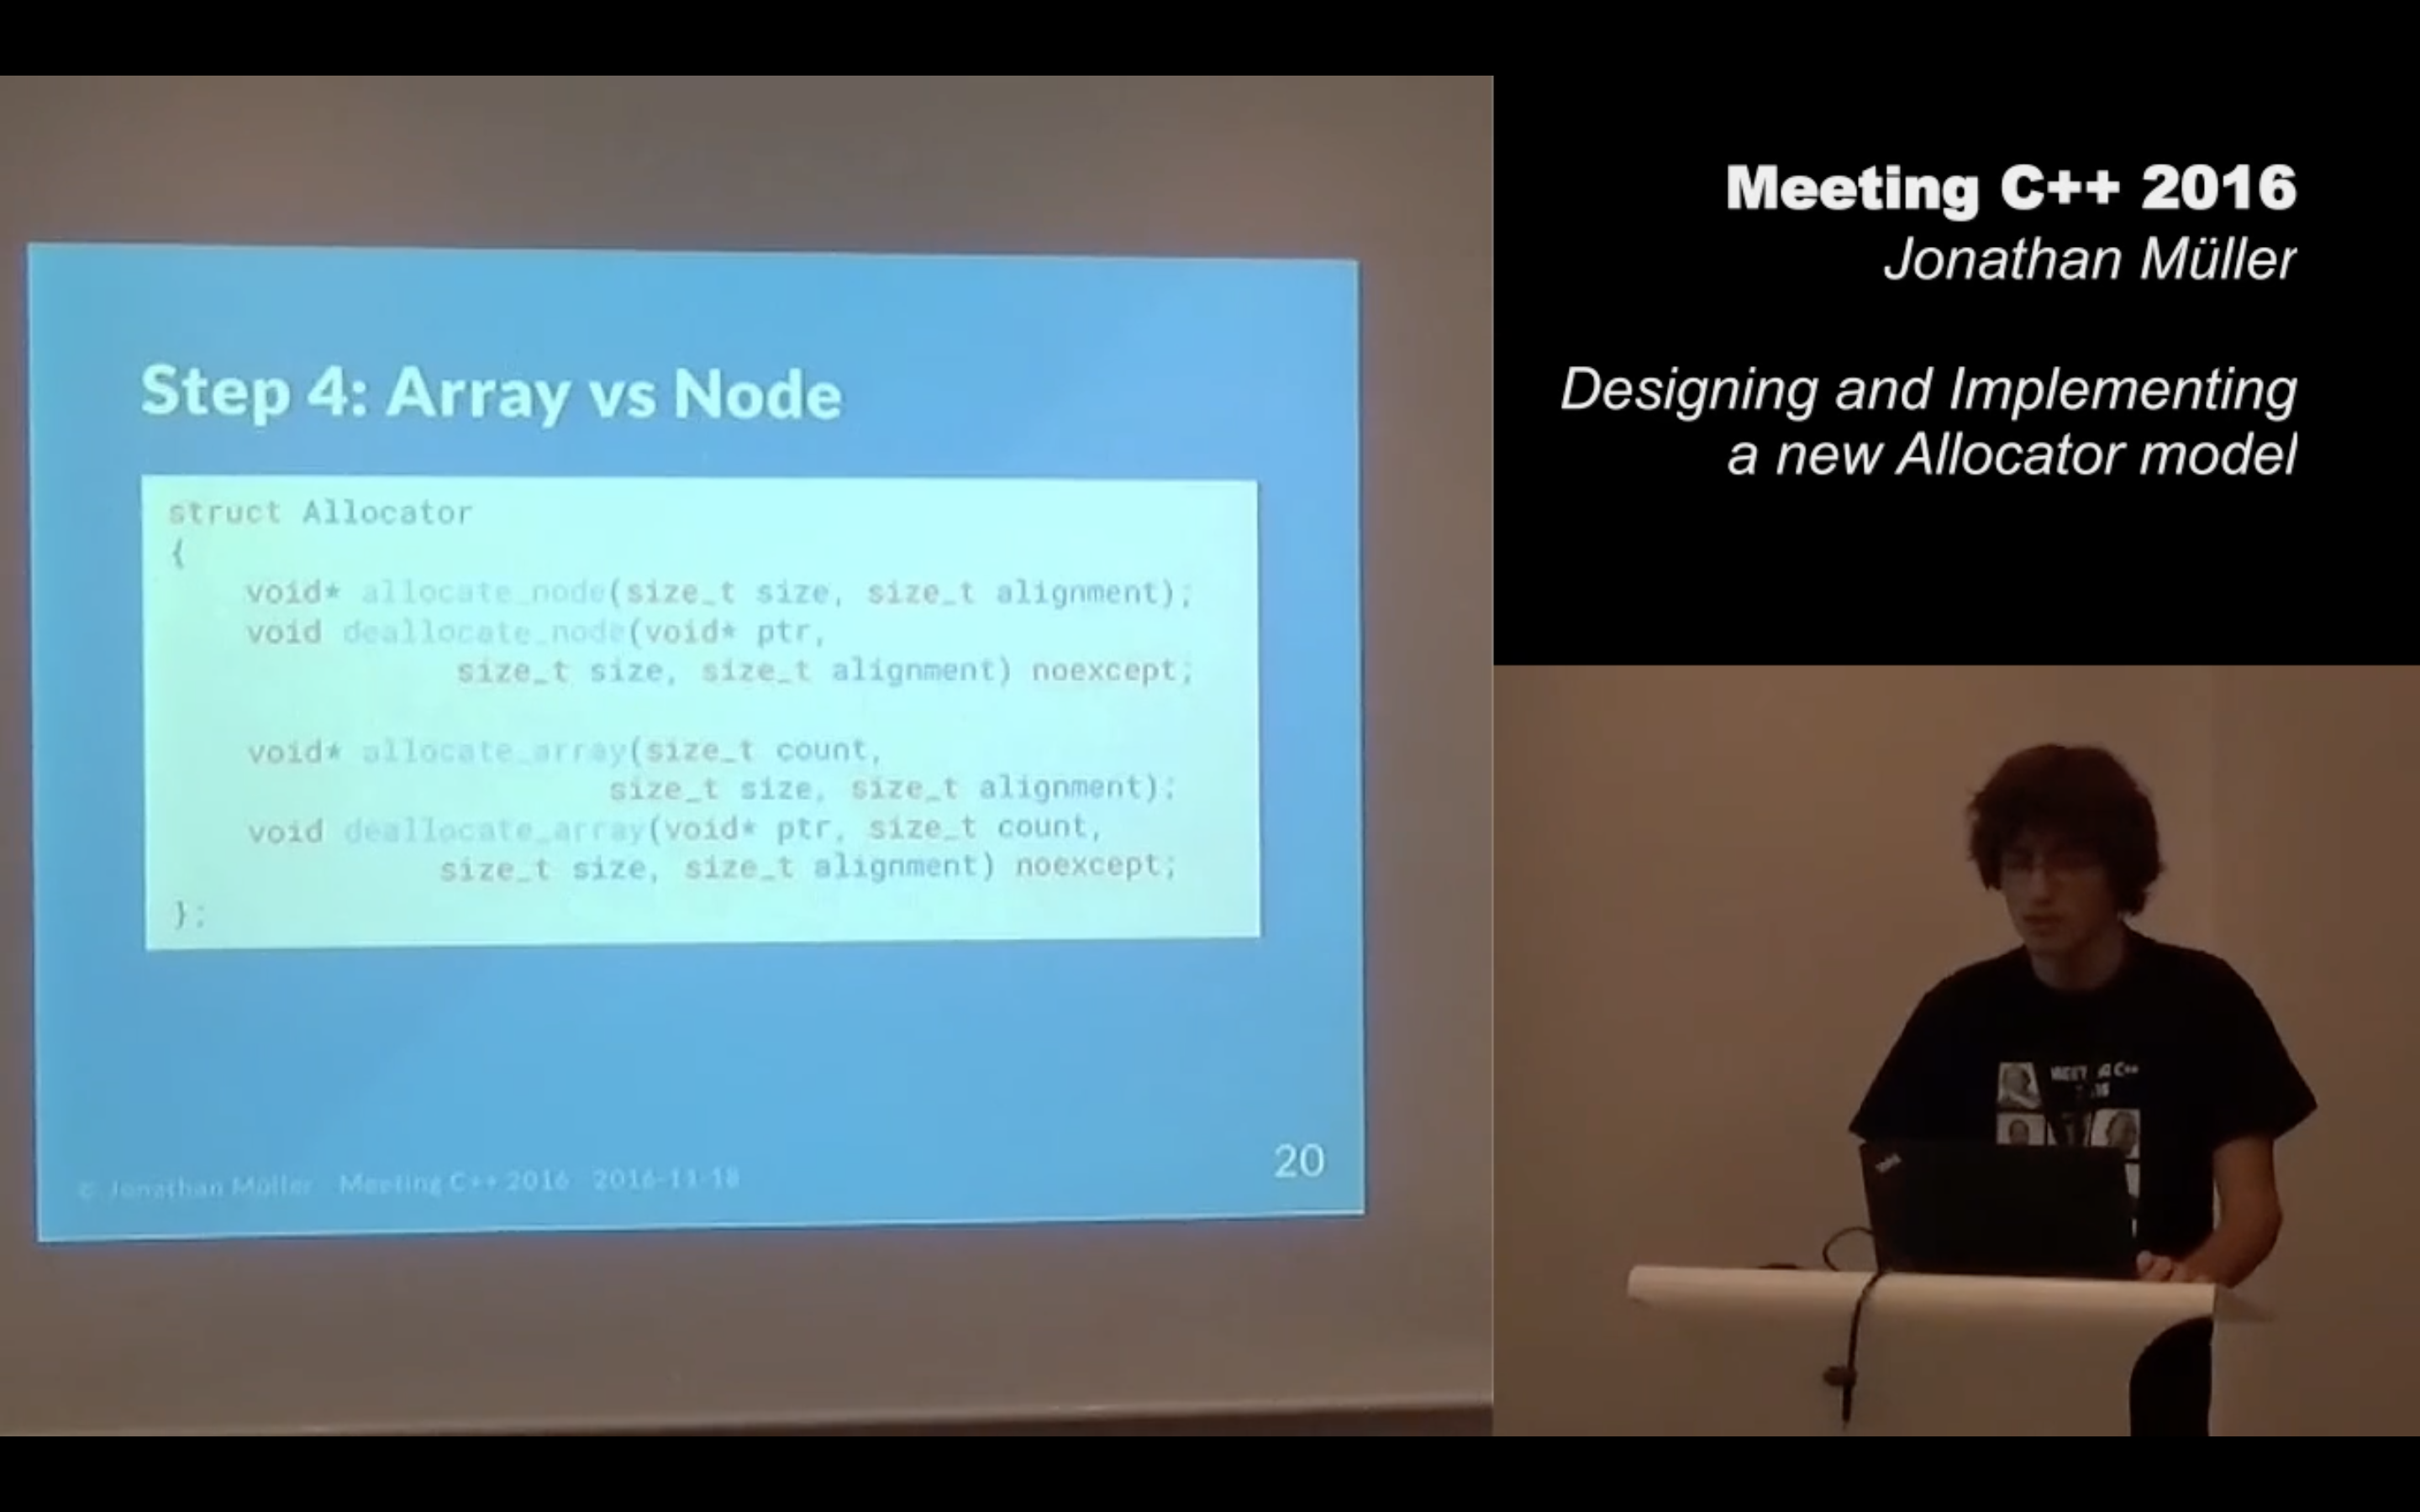 Meeting C++ 2016
Jonathan Müller
Designing and Implementing
a new Allocator model
Step 4: Array vs Node
struct Allocator
{
void* allocate_node(size_t size, size_t alignment);
void deallocate_node(void* ptr,
size_t size, size_t alignment) noexcept;
void* allocate_array(size_t count,
size_t size, size_t alignment);
void deallocate_array(void* ptr, size_t count,
size_t size, size_t alignment) noexcept;
};
© Jonathan Müller Meeting C++ 2016 2016-11-18
20